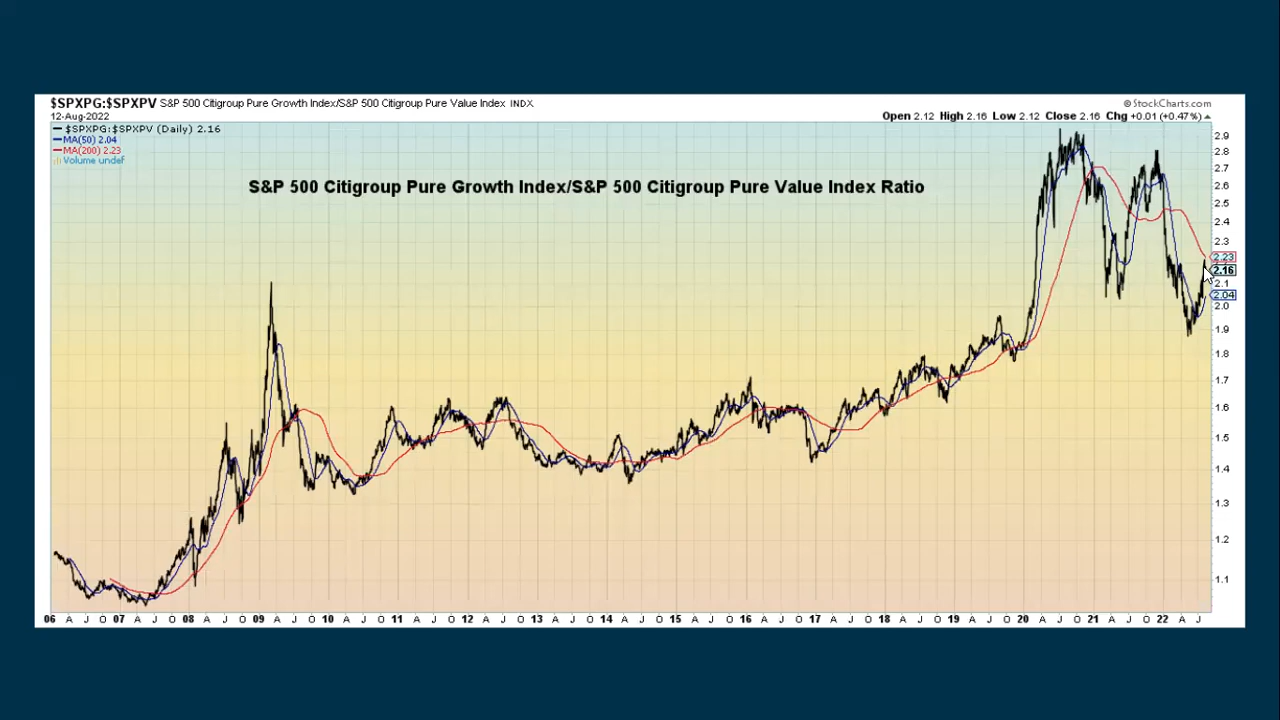 $SPXPG:$SPXPV S&P 500 Citigroup Pure Growth Index/S&P 500 Citigroup Pure Value Index INDX
© StockCharts.com
12-Aug-2022
Open 2.12 High 2.16 Low 2.12 Close 2.16 Chg +0.01 (+0.47%)
$SPXPG:$SPXPV (Daily) 2.16
MA(50) 2.04
MA(200) 2.23
Volume undef
S&P 500 Citigroup Pure Growth Index/S&P 500 Citigroup Pure Value Index Ratio
2.9
2.8
2.7
2.6
2.5
2.4
2.3
2.23
2.16
2.1
2.04
2.0
1.9
1.8
1.7
1.6
1.5
1.4
1.3
1.2
1.1
06 A J O 07 A J O 08 A J O 09 A J O 10 A J O 11 A J O 12 A J O 13 A J O 14 A J O 15 A J O 16 A J O 17 A J O 18 A J O 19 A J O 20 A J O 21 A J O 22 A J